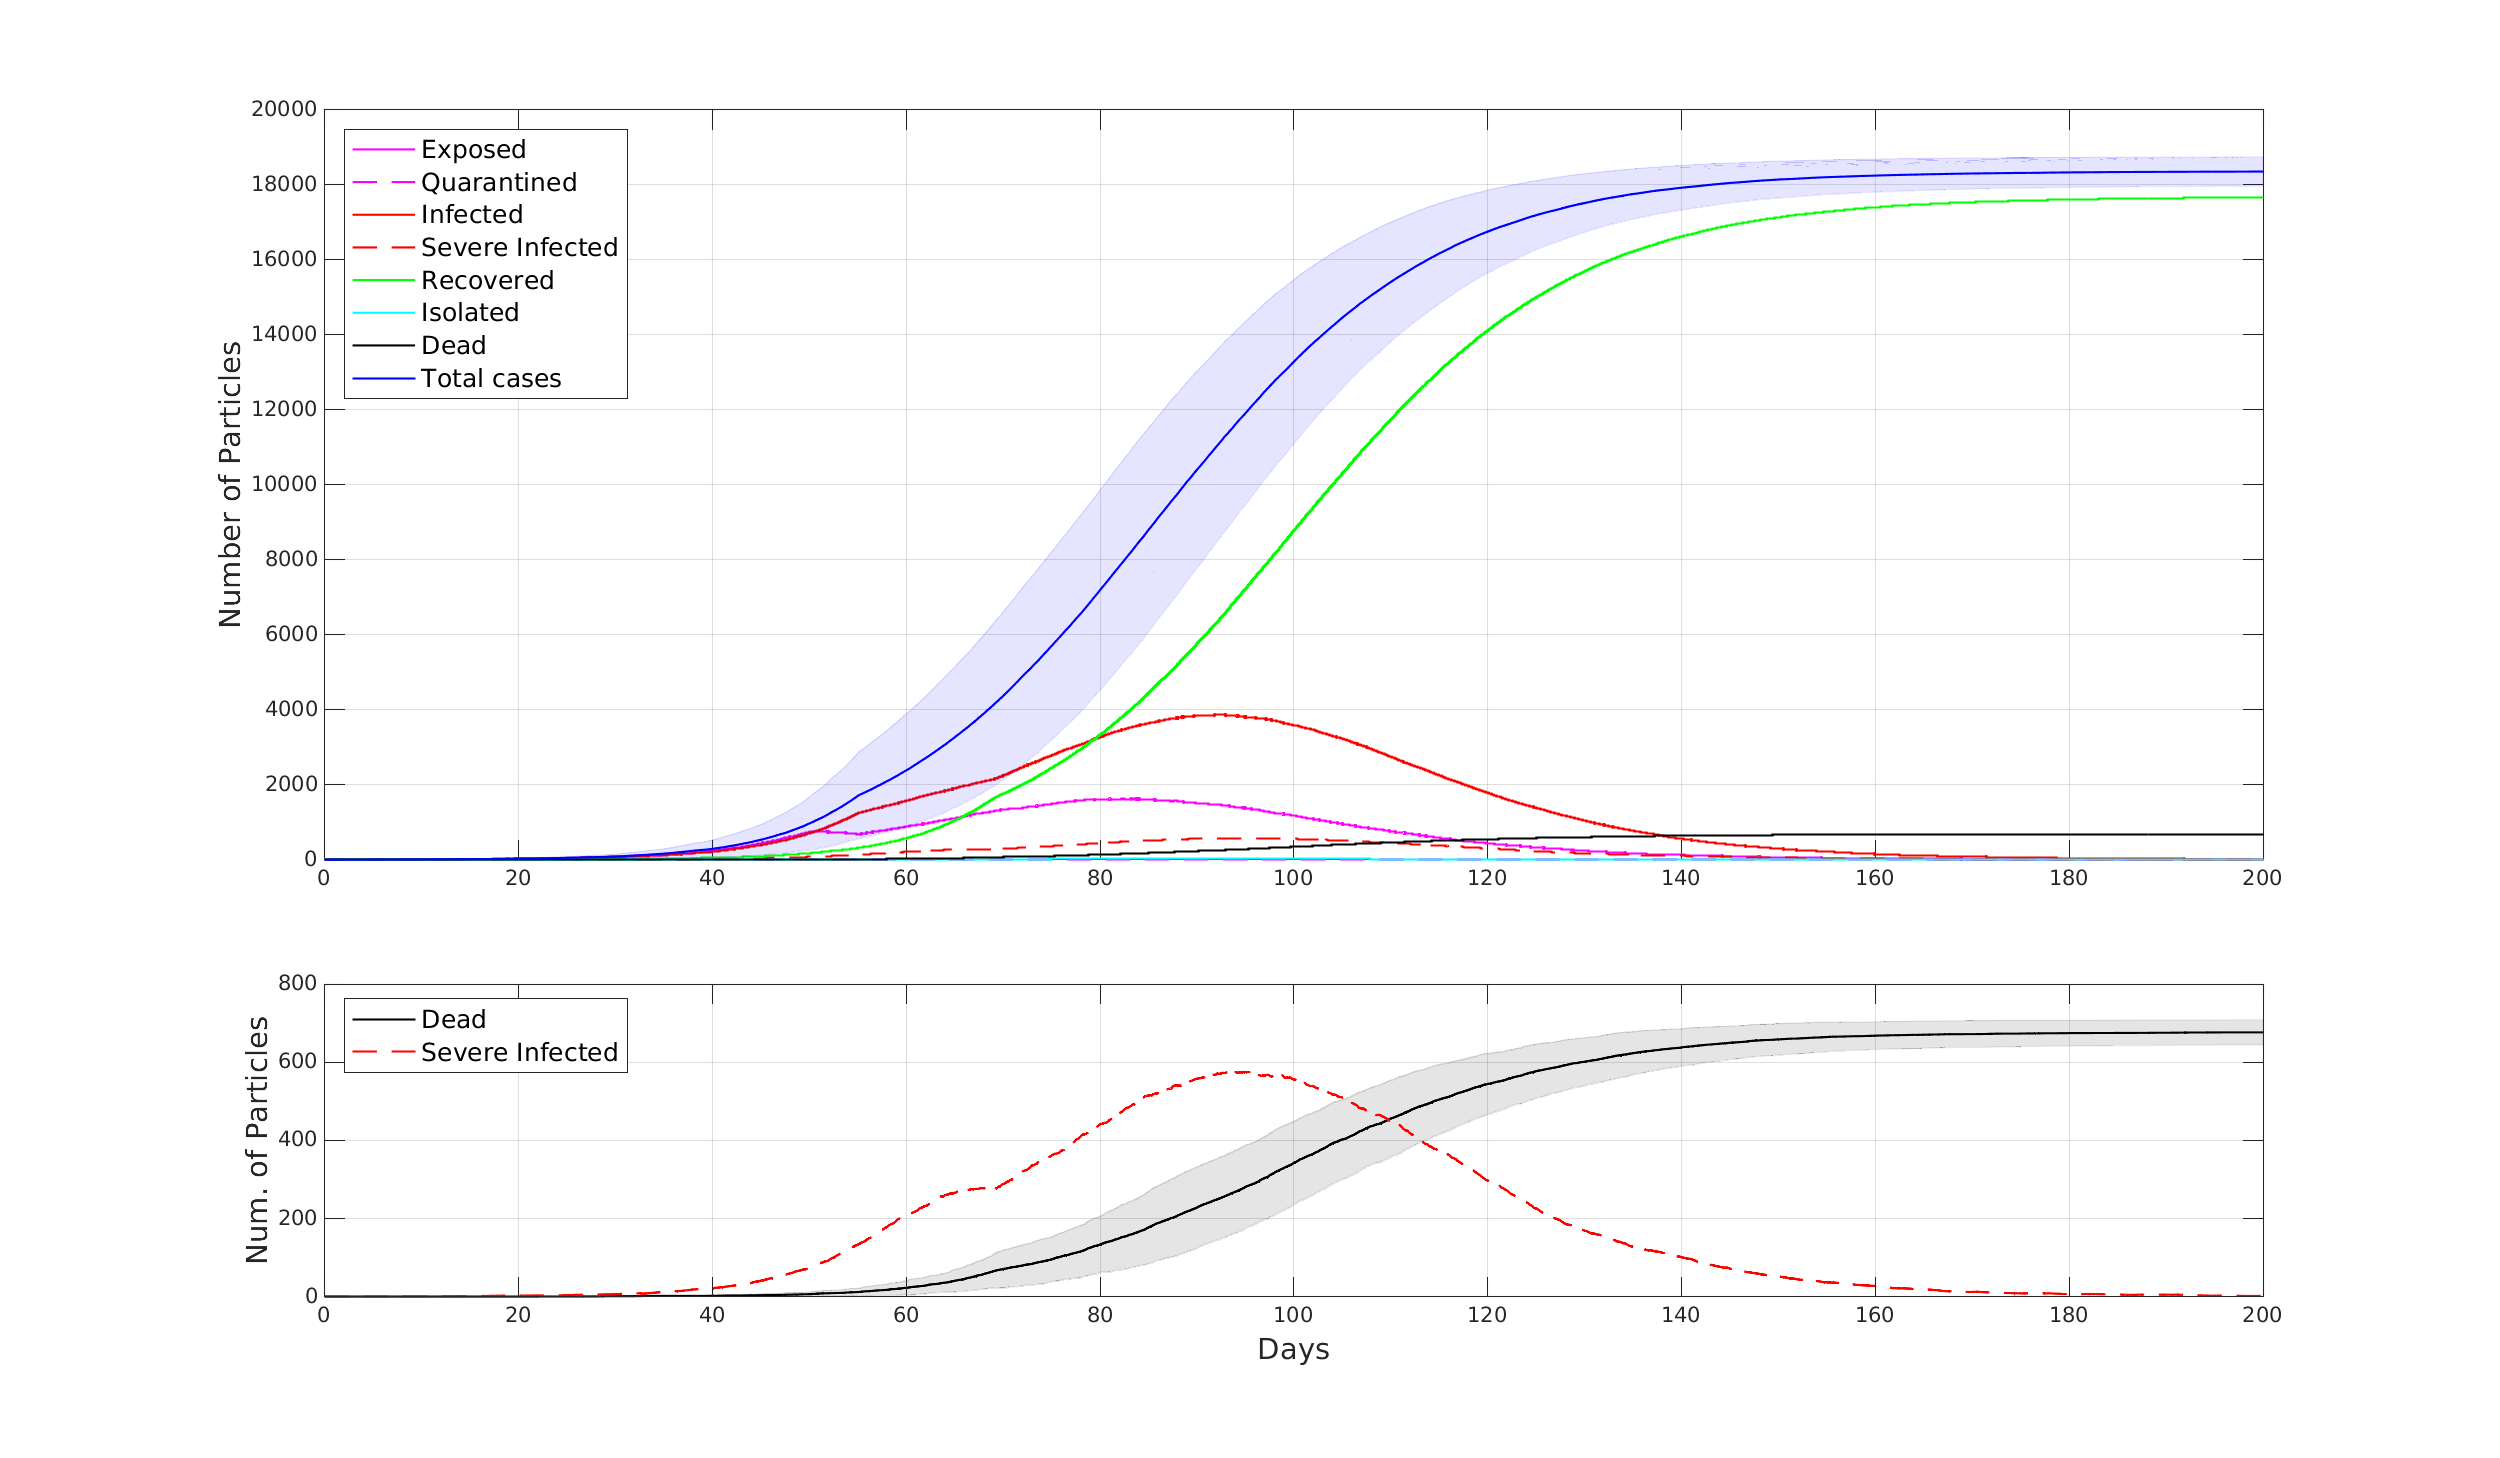 20000
18000
16000
14000
12000
10000
8000
6000
4000
2000
0
Number of Particles
Exposed
Quarantined
Infected
Severe Infected
Recovered
Isolated
Dead
Total cases
0 20 40 60 80 100 120 140 160 180 200
800
600
400
200
0
Num. of Particles
Dead
Severe Infected
0 20 40 60 80 100 120 140 160 180 200
Days